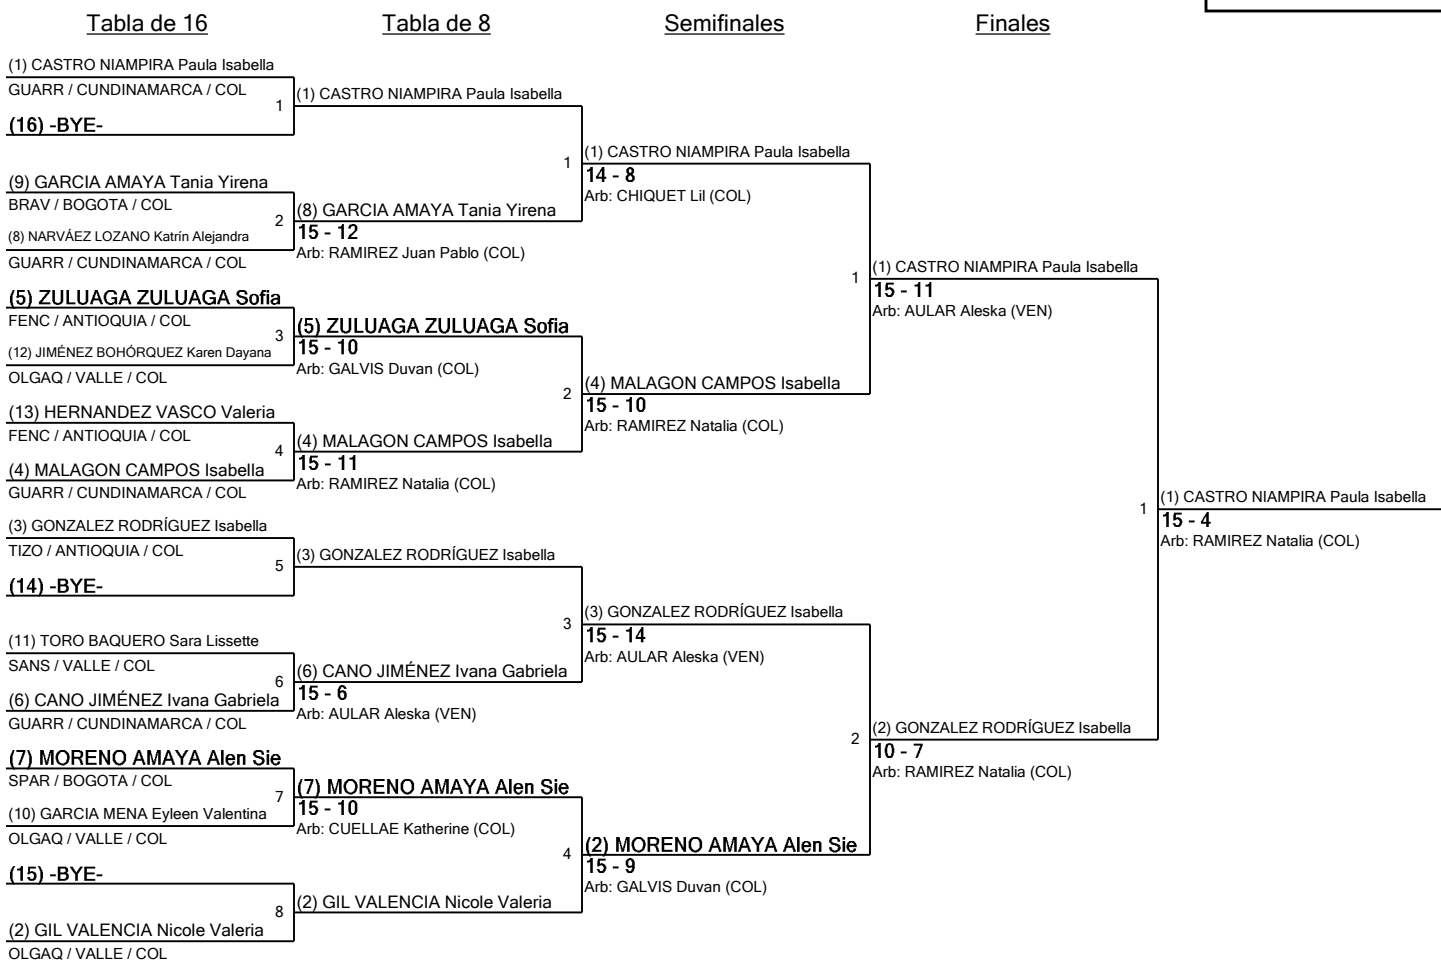 Tabla de 16
Tabla de 8
Semifinales
Finales
(1) CASTRO NIAMPIRA Paula Isabella
GUARR / CUNDINAMARCA / COL
1
(16) -BYE-
(9) GARCIA AMAYA Tania Yirena
BRAV / BOGOTA / COL
2
(8) NARVÁEZ LOZANO Katrín Alejandra
GUARR / CUNDINAMARCA / COL
(5) ZULUAGA ZULUAGA Sofia
FENC / ANTIOQUIA / COL
3
(12) JIMÉNEZ BOHÓRQUEZ Karen Dayana
OLGAQ / VALLE / COL
(13) HERNANDEZ VASCO Valeria
FENC / ANTIOQUIA / COL
4
(4) MALAGON CAMPOS Isabella
GUARR / CUNDINAMARCA / COL
(3) GONZALEZ RODRÍGUEZ Isabella
TIZO / ANTIOQUIA / COL
5
(14) -BYE-
(11) TORO BAQUERO Sara Lissette
SANS / VALLE / COL
6
(6) CANO JIMÉNEZ Ivana Gabriela
GUARR / CUNDINAMARCA / COL
(7) MORENO AMAYA Alen Sie
SPAR / BOGOTA / COL
7
(10) GARCIA MENA Eyleen Valentina
OLGAQ / VALLE / COL
(15) -BYE-
8
(2) GIL VALENCIA Nicole Valeria
OLGAQ / VALLE / COL
(1) CASTRO NIAMPIRA Paula Isabella
1
(8) GARCIA AMAYA Tania Yirena
15 - 12
Arb: RAMIREZ Juan Pablo (COL)
(5) ZULUAGA ZULUAGA Sofia
15 - 10
Arb: GALVIS Duvan (COL)
2
(4) MALAGON CAMPOS Isabella
15 - 11
Arb: RAMIREZ Natalia (COL)
(3) GONZALEZ RODRÍGUEZ Isabella
3
(6) CANO JIMÉNEZ Ivana Gabriela
15 - 6
Arb: AULAR Aleska (VEN)
(7) MORENO AMAYA Alen Sie
15 - 10
Arb: CUELLAE Katherine (COL)
4
(2) GIL VALENCIA Nicole Valeria
(1) CASTRO NIAMPIRA Paula Isabella
14 - 8
Arb: CHIQUET Lil (COL)
1
(4) MALAGON CAMPOS Isabella
15 - 10
Arb: RAMIREZ Natalia (COL)
(3) GONZALEZ RODRÍGUEZ Isabella
15 - 14
Arb: AULAR Aleska (VEN)
2
(2) MORENO AMAYA Alen Sie
15 - 9
Arb: GALVIS Duvan (COL)
(1) CASTRO NIAMPIRA Paula Isabella
15 - 11
Arb: AULAR Aleska (VEN)
1
(2) GONZALEZ RODRÍGUEZ Isabella
10 - 7
Arb: RAMIREZ Natalia (COL)
(1) CASTRO NIAMPIRA Paula Isabella
15 - 4
Arb: RAMIREZ Natalia (COL)